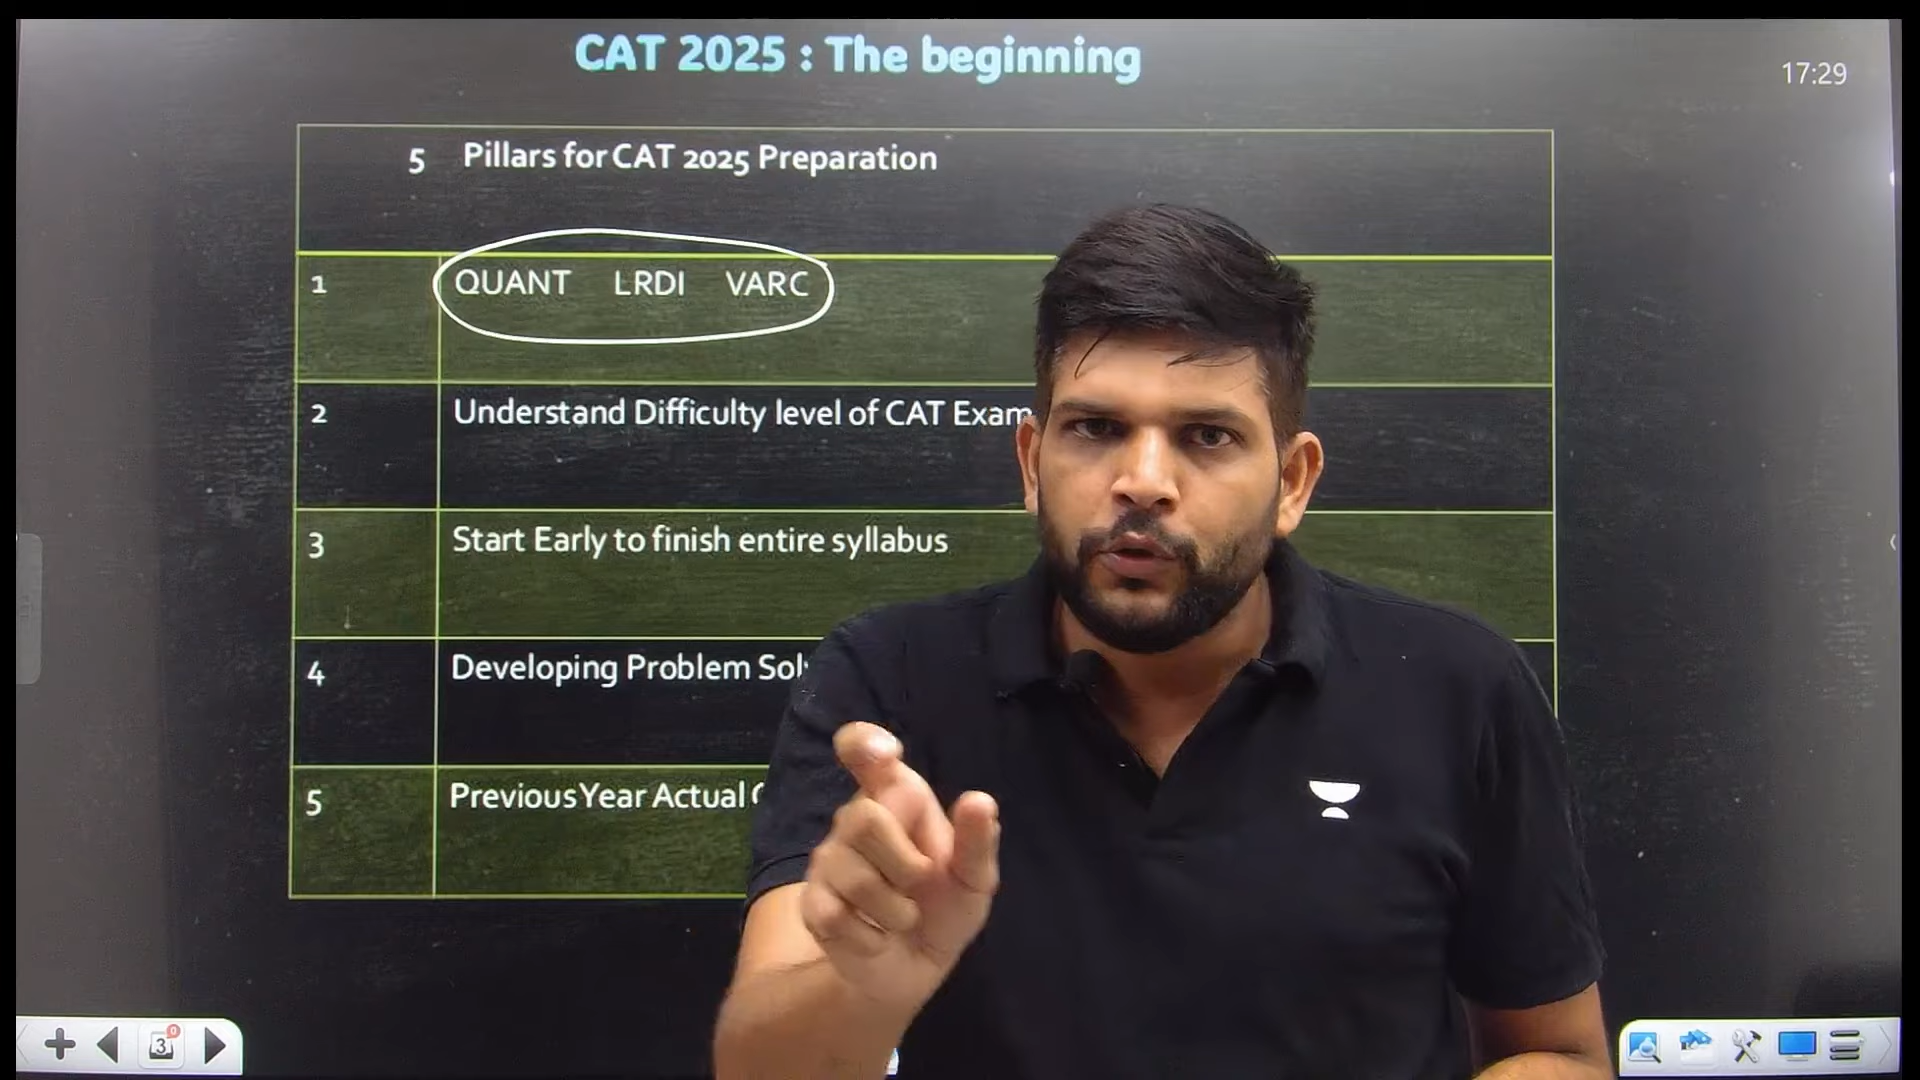 CAT 2025 : The beginning
17:29
5 Pillars for CAT 2025 Preparation
1 QUANT LRDI VARC
2 Understand Difficulty level of CAT Exam
3 Start Early to finish entire syllabus
4 Developing Problem
5 Previous Year Actual
3
0